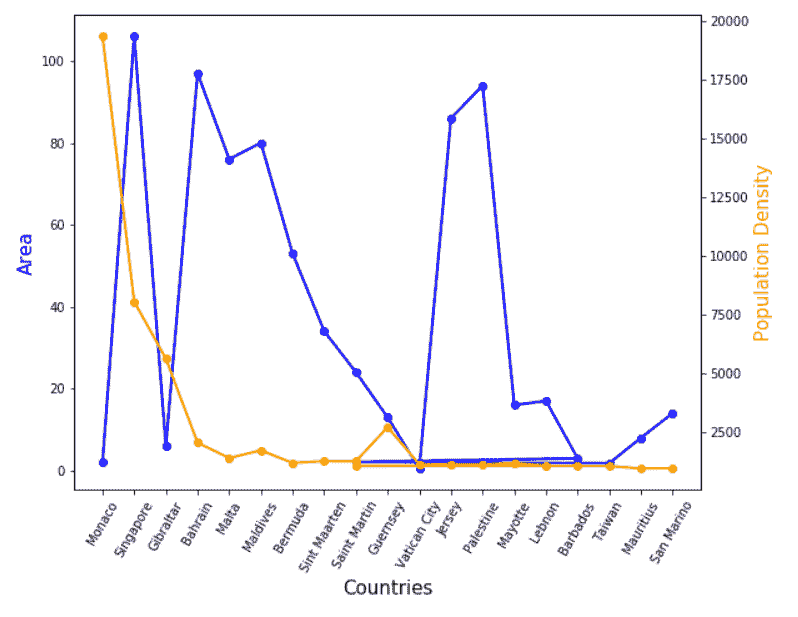 100
80
60
40
20
0
Area
20000
17500
15000
12500
10000
7500
5000
2500
Population Density
Monaco
Singapore
Gibraltar
Bahrain
Malta
Maldives
Bermuda
Sint Maarten
Saint Martin
Guernsey
Vatican City
Jersey
Palestine
Mayotte
Lebnon
Barbados
Taiwan
Mauritius
San Marino
Countries